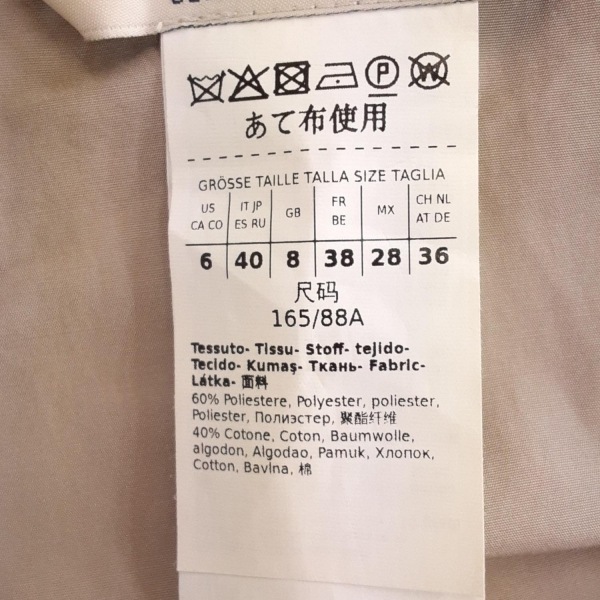 P W
あて布使用
GRÖSSE TAILLE TALLA SIZE TAGLIA
US CA CO IT JP ES RU GB FR BE MX CH NL AT DE
6 40 8 38 28 36
尺码
165/88A
Tessuto- Tissu- Stoff- tejido-
Tecido- Kumaş- Ткань- Fabric-
Látka- 面料
60% Poliestere, Polyester, poliester,
Poliester, Полиэстер, 聚酯纤维
40% Cotone, Coton, Baumwolle,
algodon, Algodao, Pamuk, Хлопок,
Cotton, Bavlna, 棉